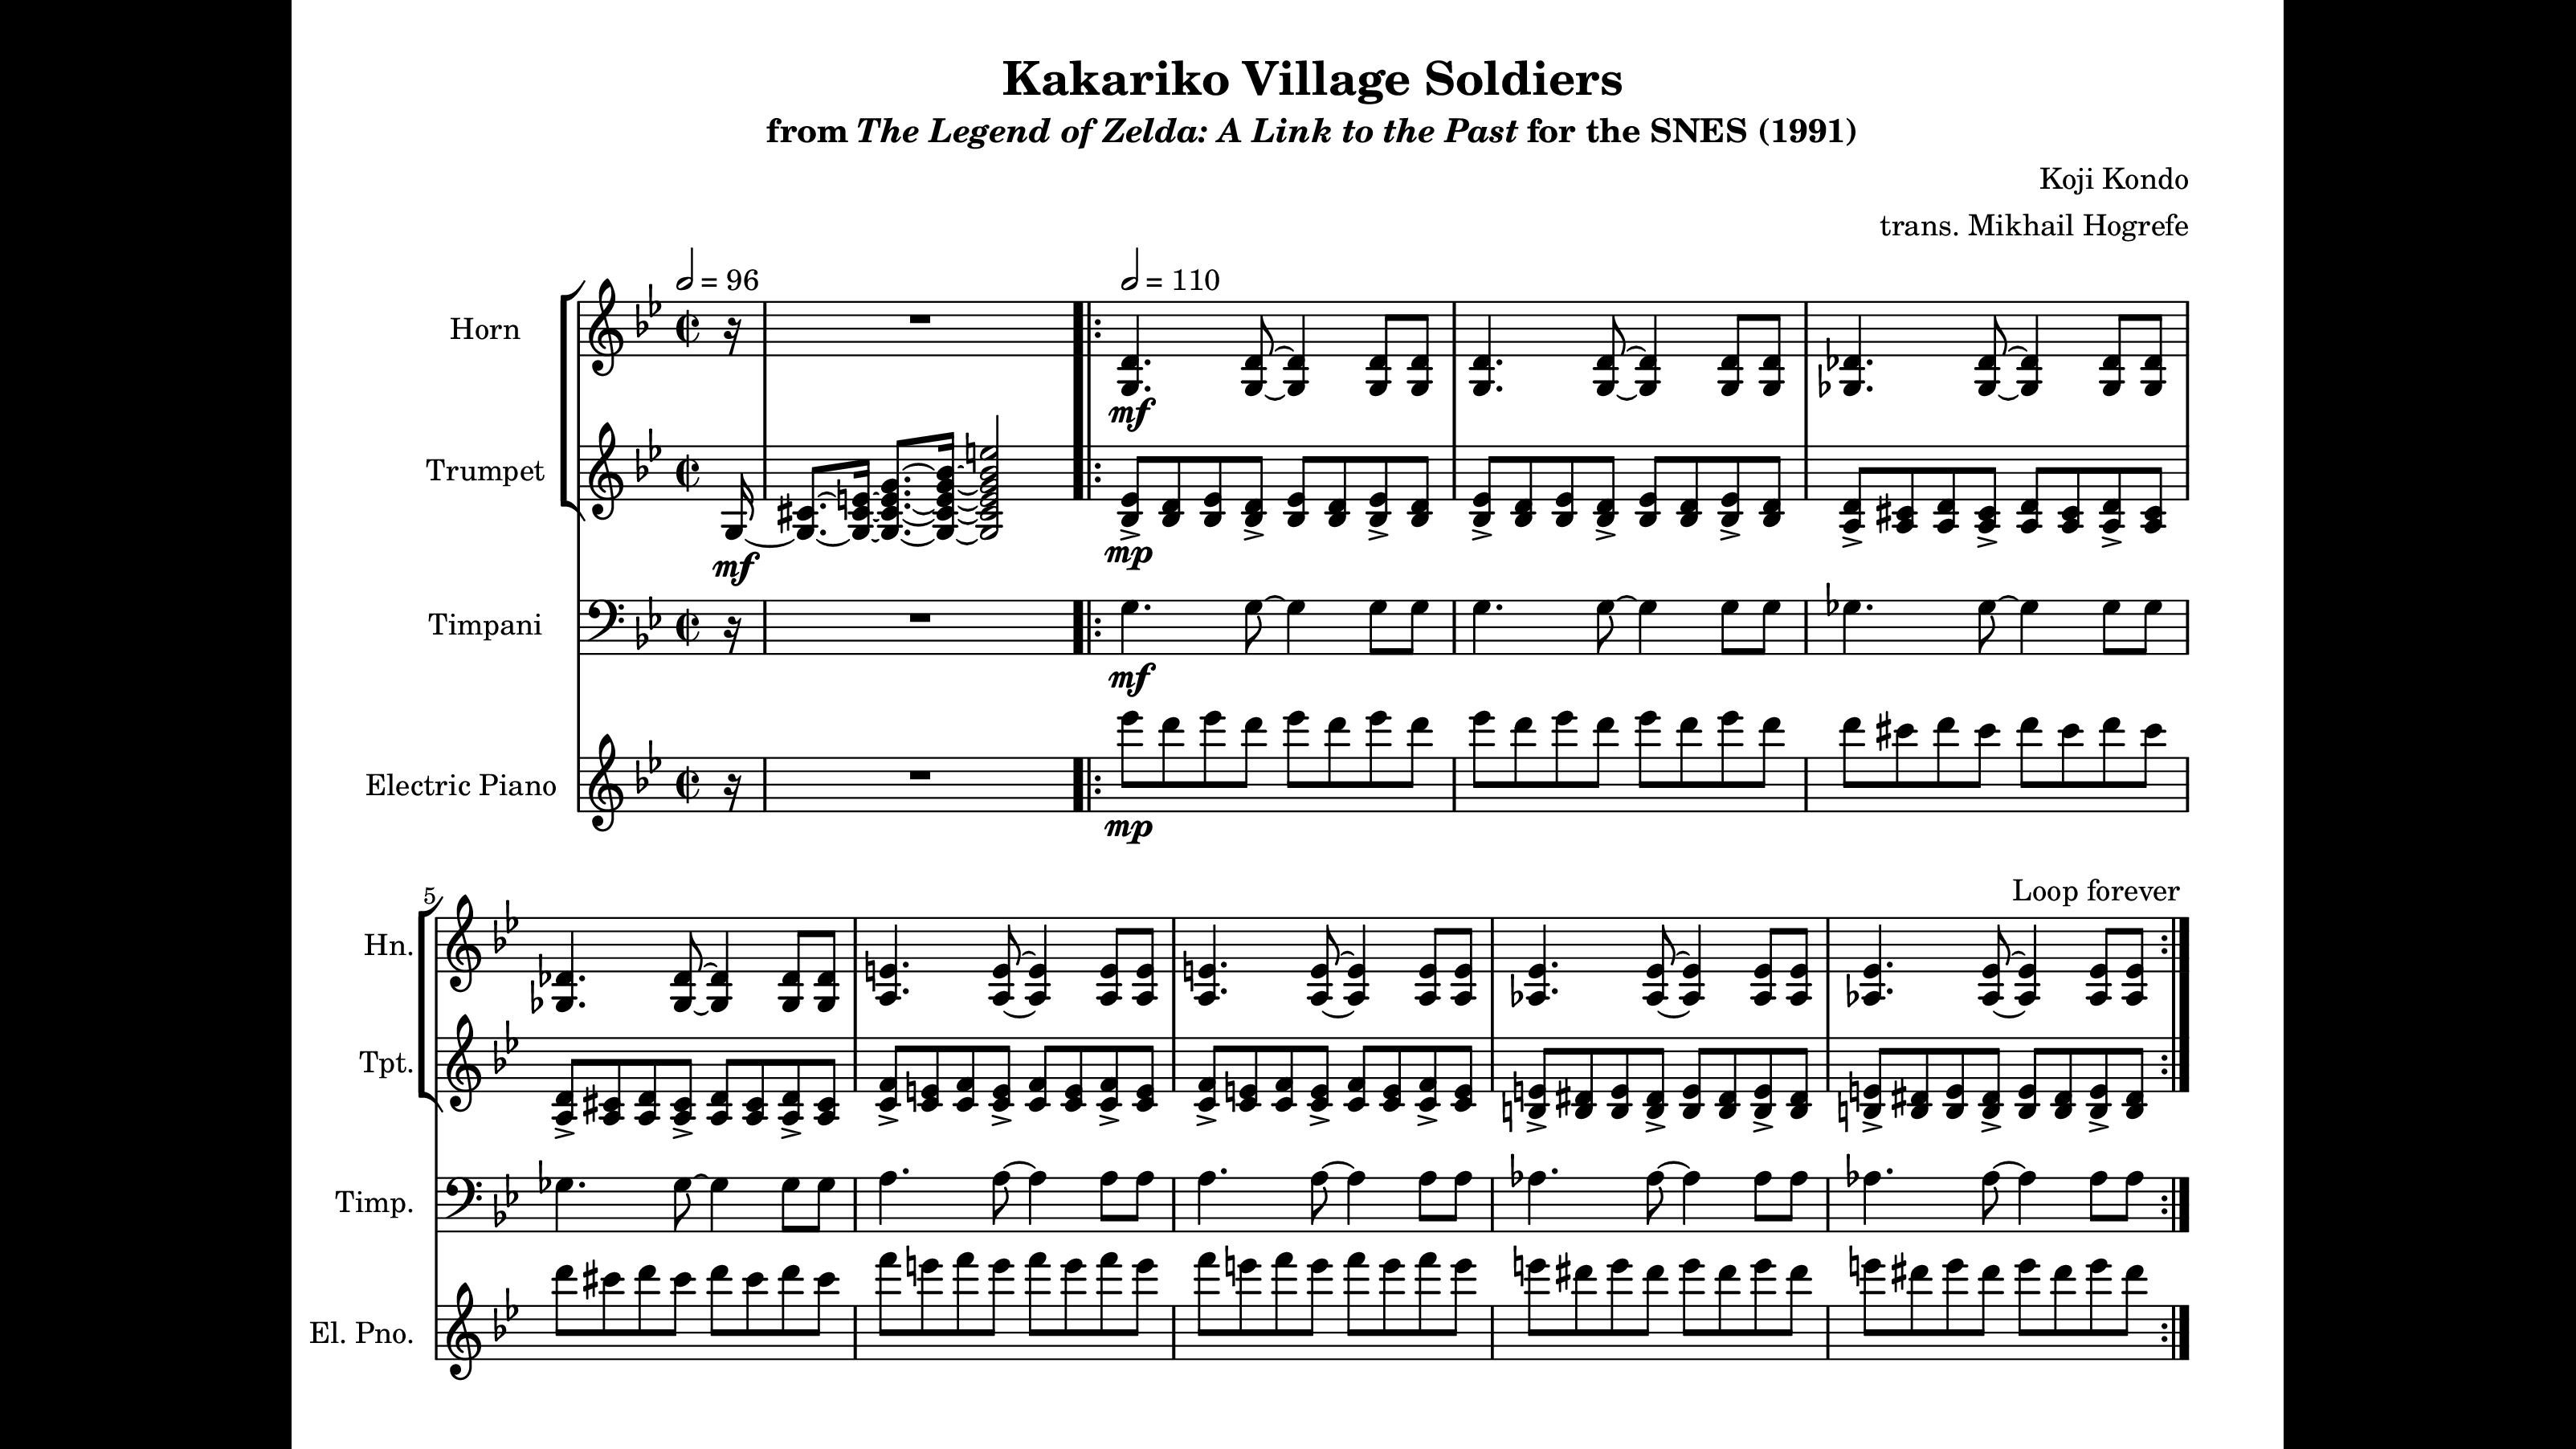 Kakariko Village Soldiers
from The Legend of Zelda: A Link to the Past for the SNES (1991)
Koji Kondo
trans. Mikhail Hogrefe
= 96
= 110
Horn
mf
Trumpet
mf
mp
Timpani
mf
Electric Piano
mp
Loop forever
5
Hn.
Tpt.
Timp.
El. Pno.